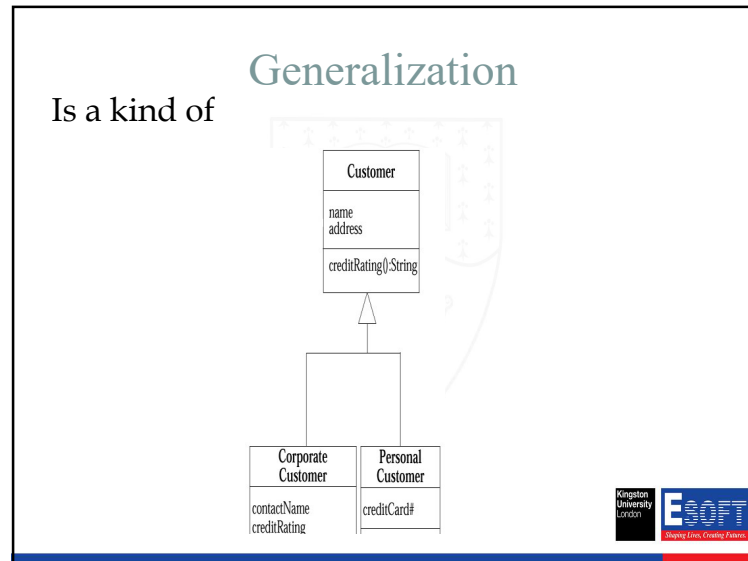 Generalization
Is a kind of
Customer
name
address
creditRating():String
Corporate
Customer
contactName
creditRating
Personal
Customer
creditCard#
Kingston
University
London
ESOFT
Shaping Lives, Creating Futures.